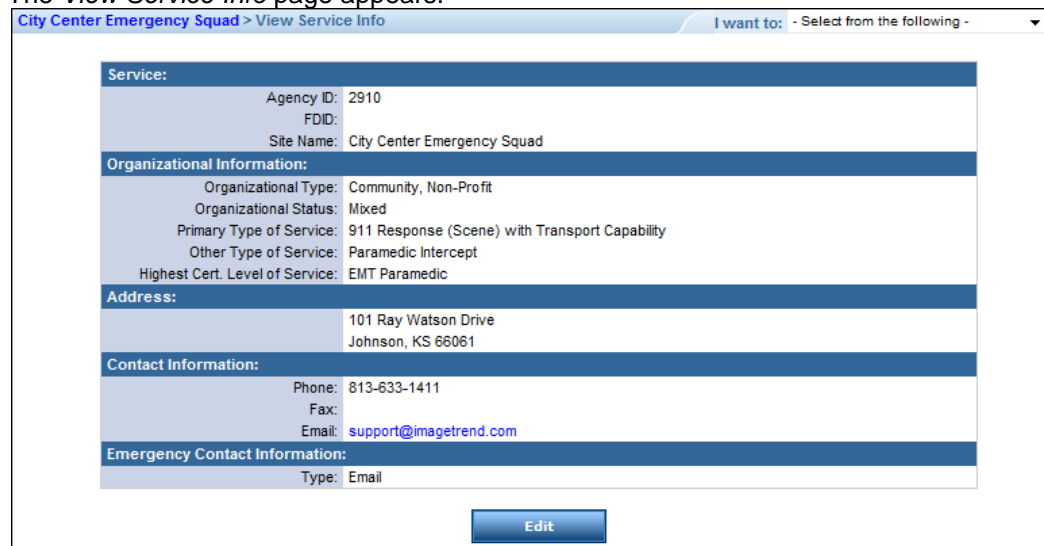 The View Service Info page appears.
City Center Emergency Squad > View Service Info I want to: - Select from the following -
Service:
Agency ID: 2910
FDID:
Site Name: City Center Emergency Squad
Organizational Information:
Organizational Type: Community, Non-Profit
Organizational Status: Mixed
Primary Type of Service: 911 Response (Scene) with Transport Capability
Other Type of Service: Paramedic Intercept
Highest Cert. Level of Service: EMT Paramedic
Address:
101 Ray Watson Drive
Johnson, KS 66061
Contact Information:
Phone: 813-633-1411
Fax:
Email: support@imagetrend.com
Emergency Contact Information:
Type: Email
Edit